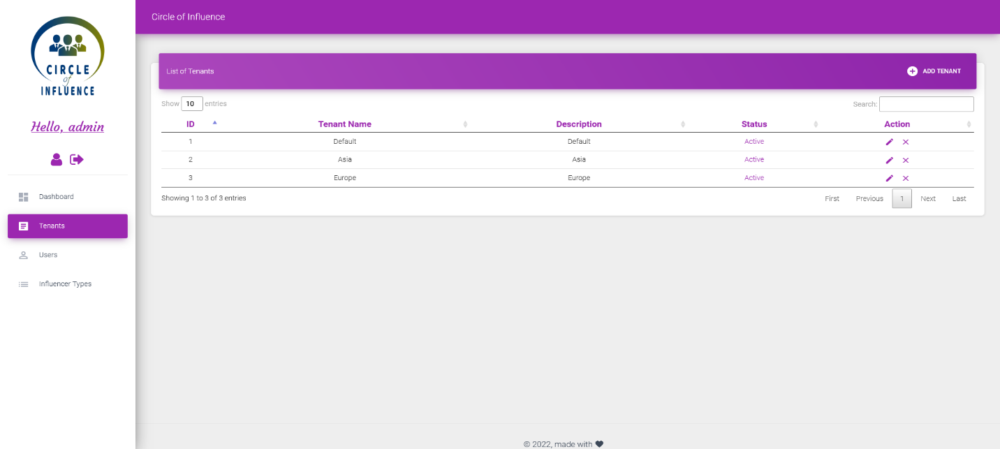 CIRCLE
of
INFLUENCE
Hello, admin
Dashboard
Tenants
Users
Influencer Types
Circle of Influence
List of Tenants
ADD TENANT
Show 10 entries
Search:
ID Tenant Name Description Status Action
1 Default Default Active
2 Asia Asia Active
3 Europe Europe Active
Showing 1 to 3 of 3 entries
First Previous 1 Next Last
© 2022, made with